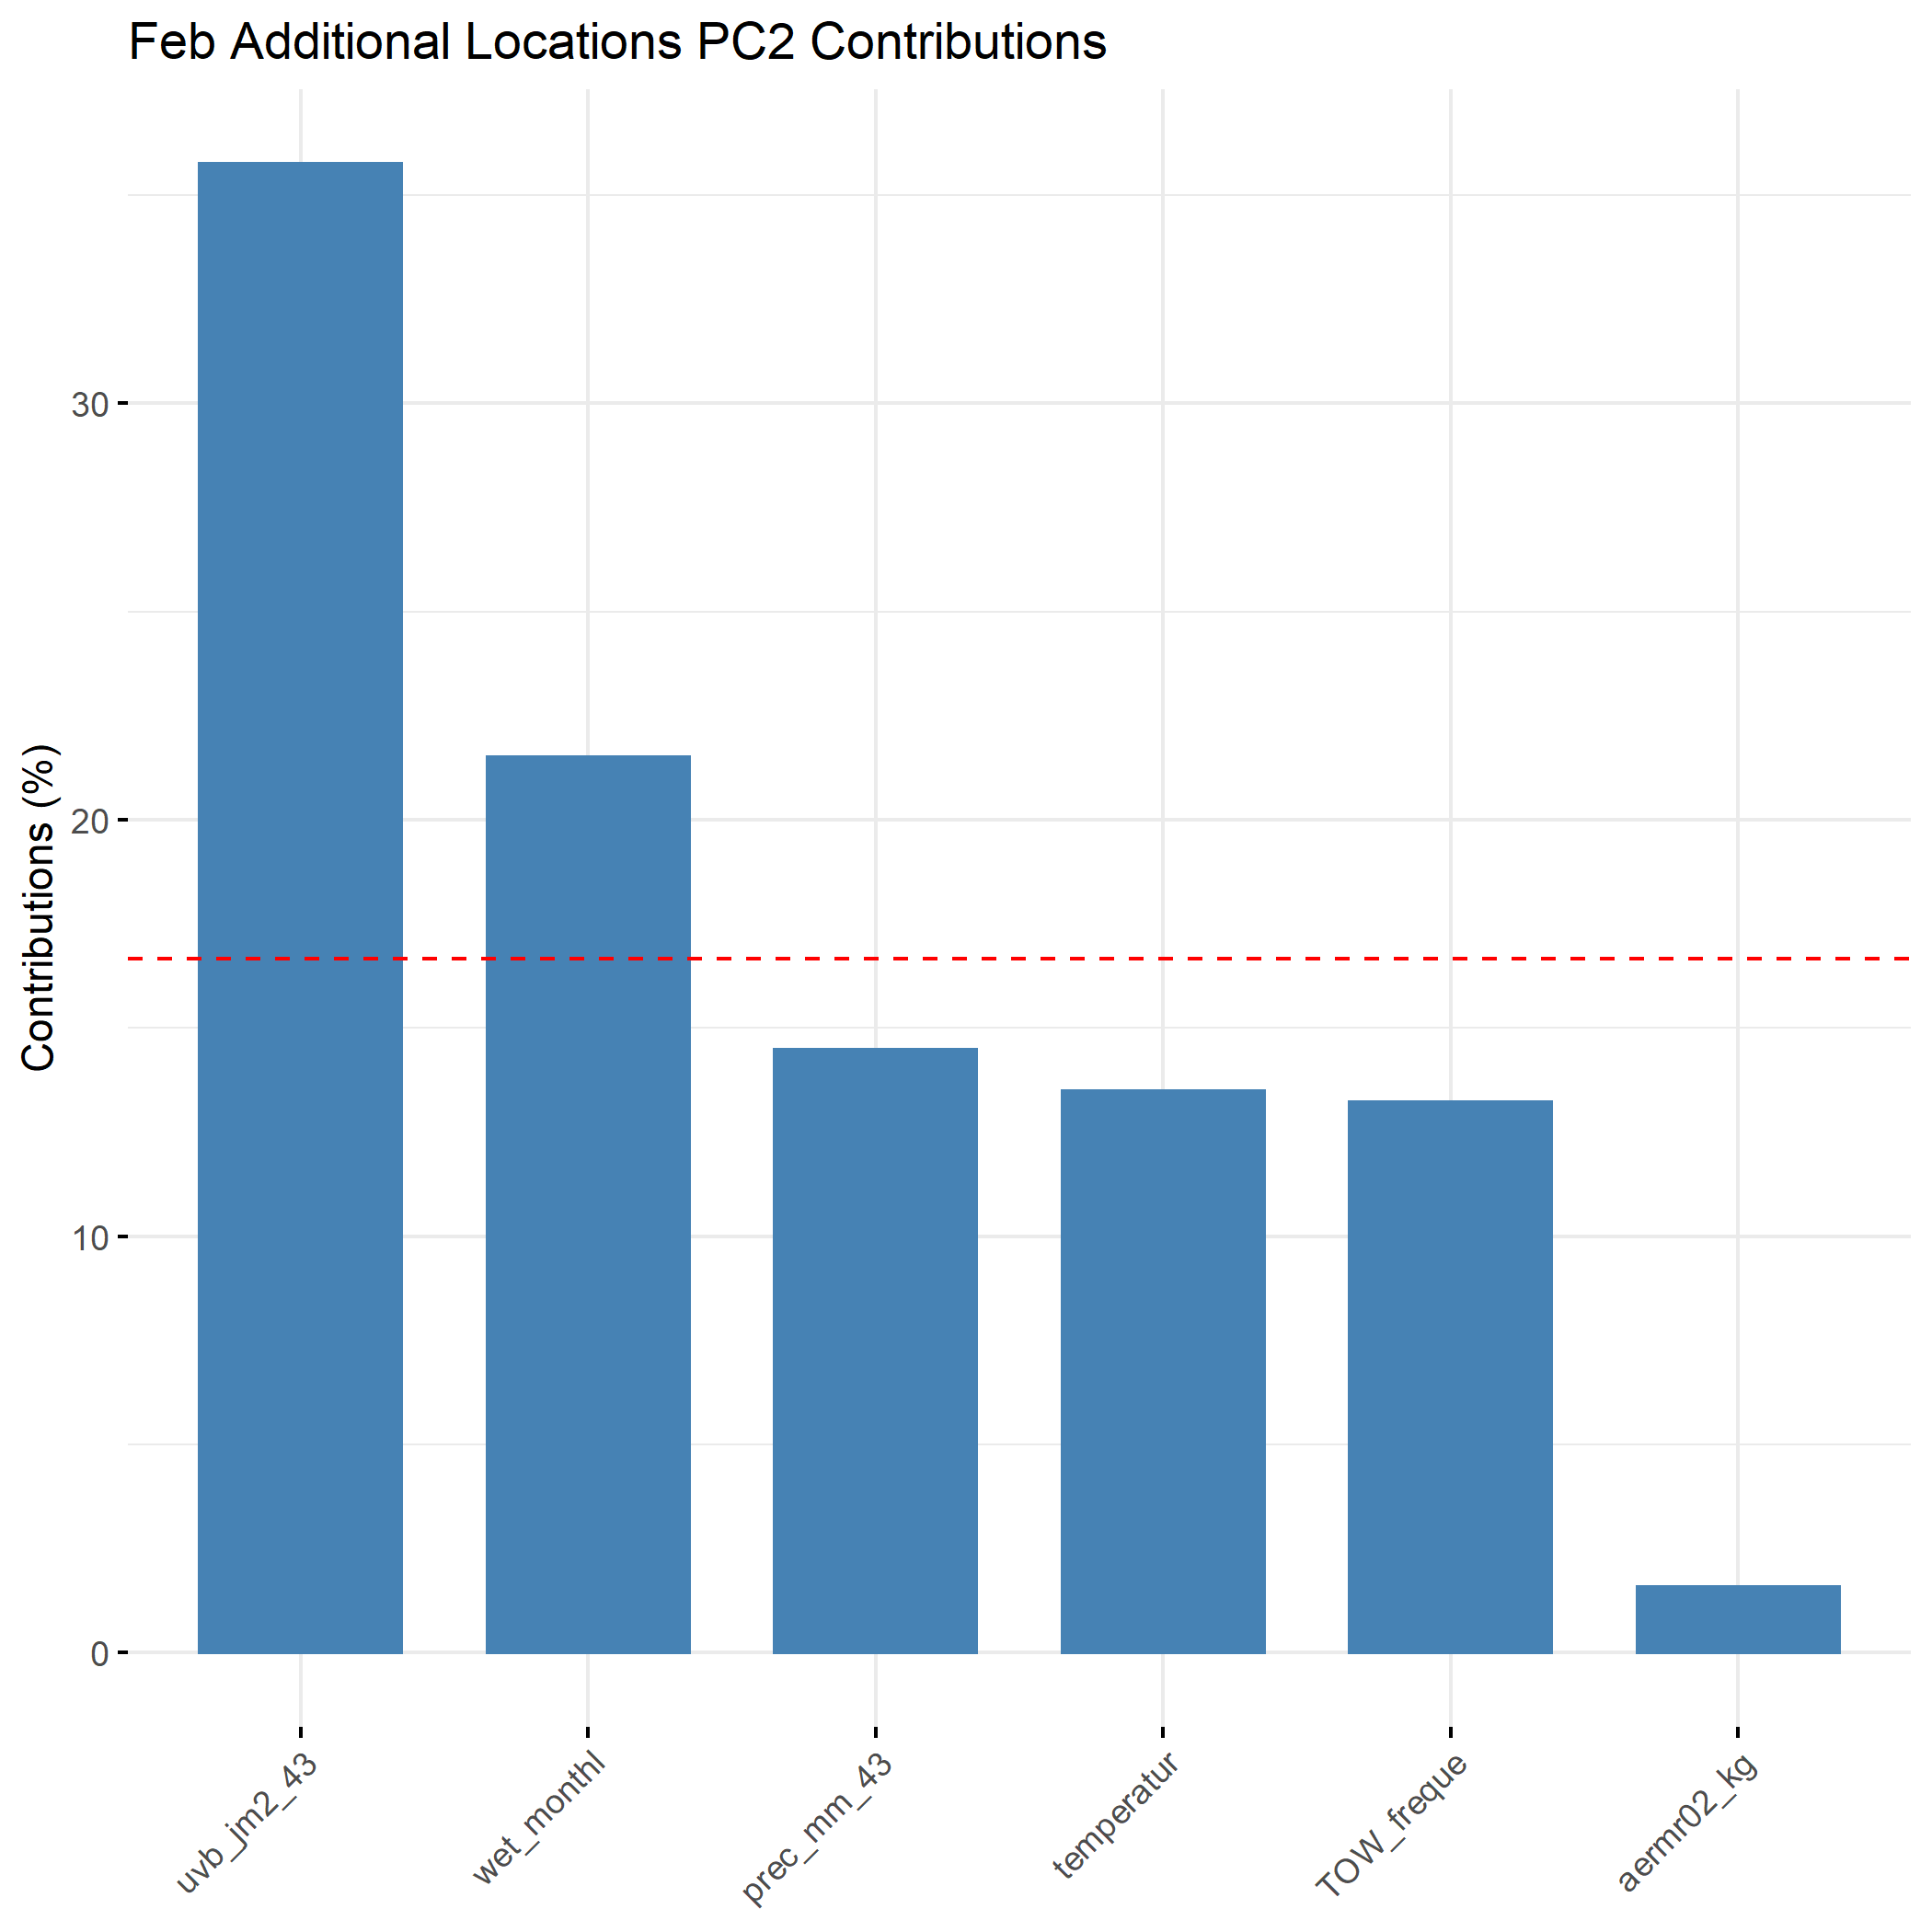 Feb Additional Locations PC2 Contributions
Contributions (%)
30
20
10
0
uvb_jm2_43
wet_monthl
prec_mm_43
temperatur
TOW_freque
aermr02_kg